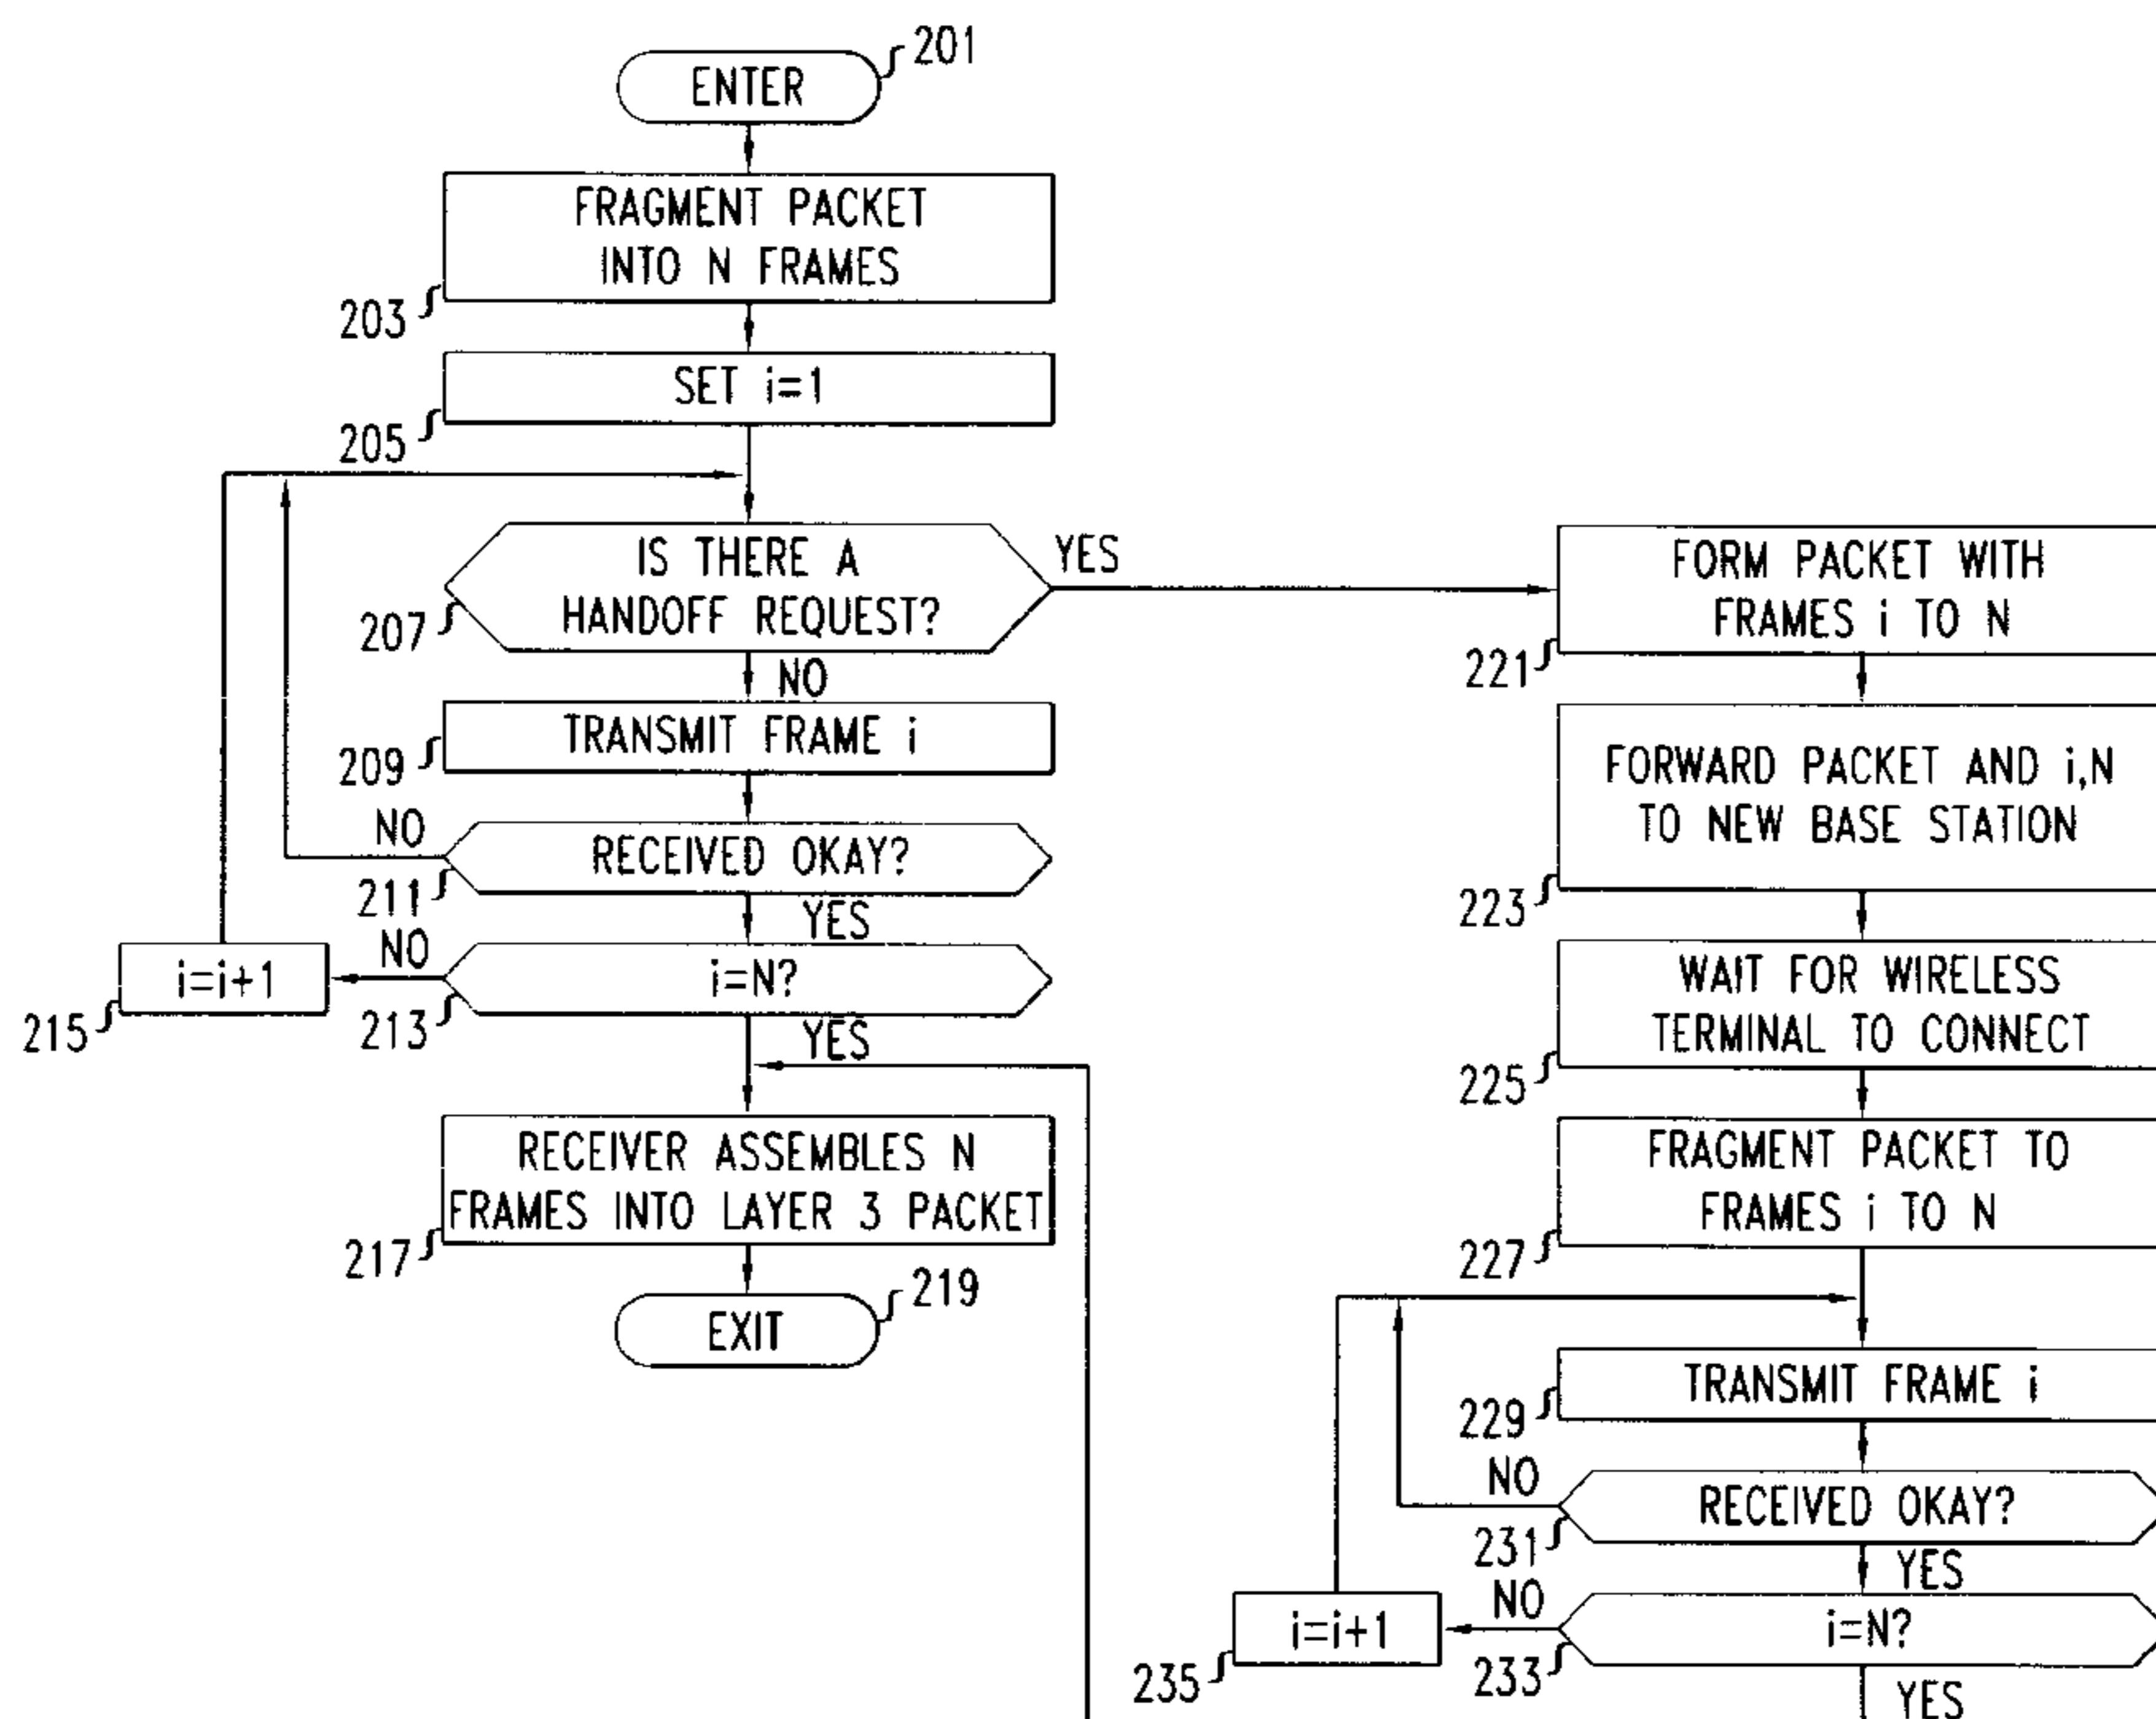 201
ENTER
FRAGMENT PACKET
INTO N FRAMES
203
SET i=1
205
IS THERE A
HANDOFF REQUEST?
207
YES
NO
TRANSMIT FRAME i
209
NO
RECEIVED OKAY?
211
YES
NO
i=N?
213
i=i+1
215
YES
RECEIVER ASSEMBLES N
FRAMES INTO LAYER 3 PACKET
217
219
EXIT
FORM PACKET WITH
FRAMES i TO N
221
FORWARD PACKET AND i,N
TO NEW BASE STATION
223
WAIT FOR WIRELESS
TERMINAL TO CONNECT
225
FRAGMENT PACKET TO
FRAMES i TO N
227
TRANSMIT FRAME i
229
NO
RECEIVED OKAY?
231
YES
NO
i=N?
233
i=i+1
235
YES